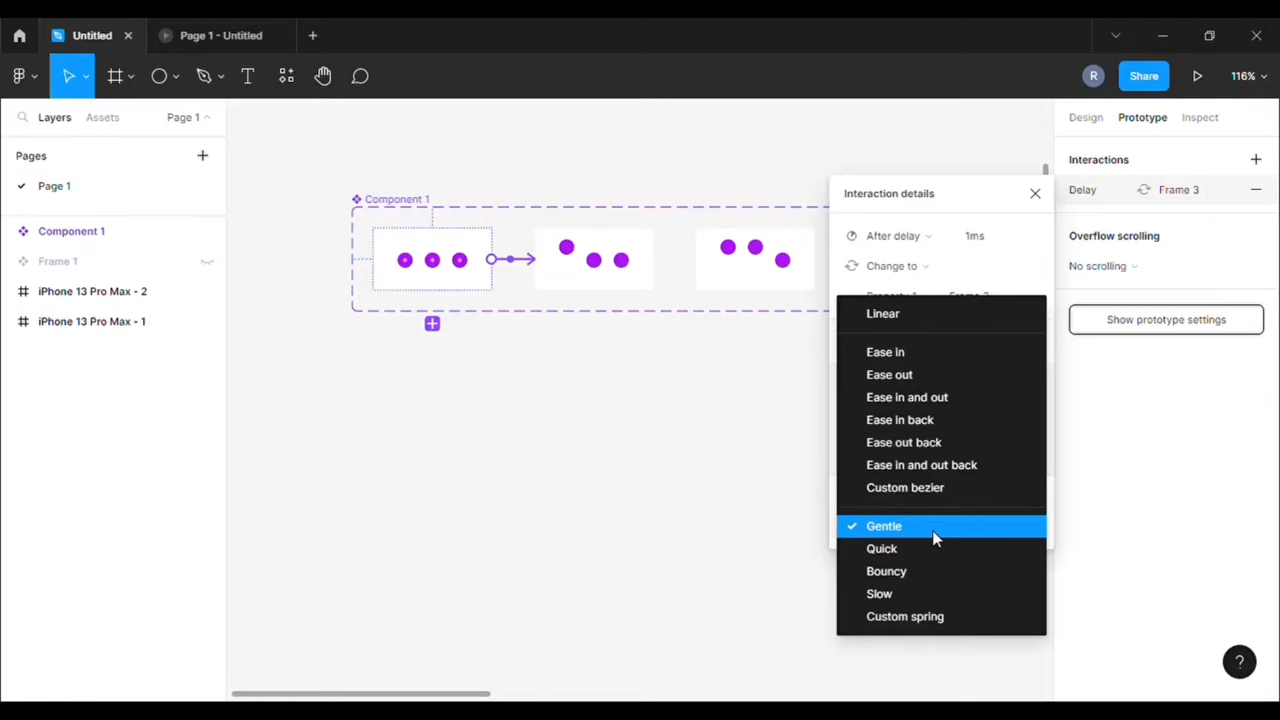 Untitled
Page 1 - Untitled
R
Share
116%
Layers
Assets
Page 1
Design
Prototype
Inspect
Pages
Interactions
Page 1
Delay
Frame 3
Component 1
Component 1
Interaction details
After delay
1ms
Overflow scrolling
Frame 1
Change to
No scrolling
iPhone 13 Pro Max - 2
iPhone 13 Pro Max - 1
Show prototype settings
Linear
Ease in
Ease out
Ease in and out
Ease in back
Ease out back
Ease in and out back
Custom bezier
Gentle
Quick
Bouncy
Slow
Custom spring
?